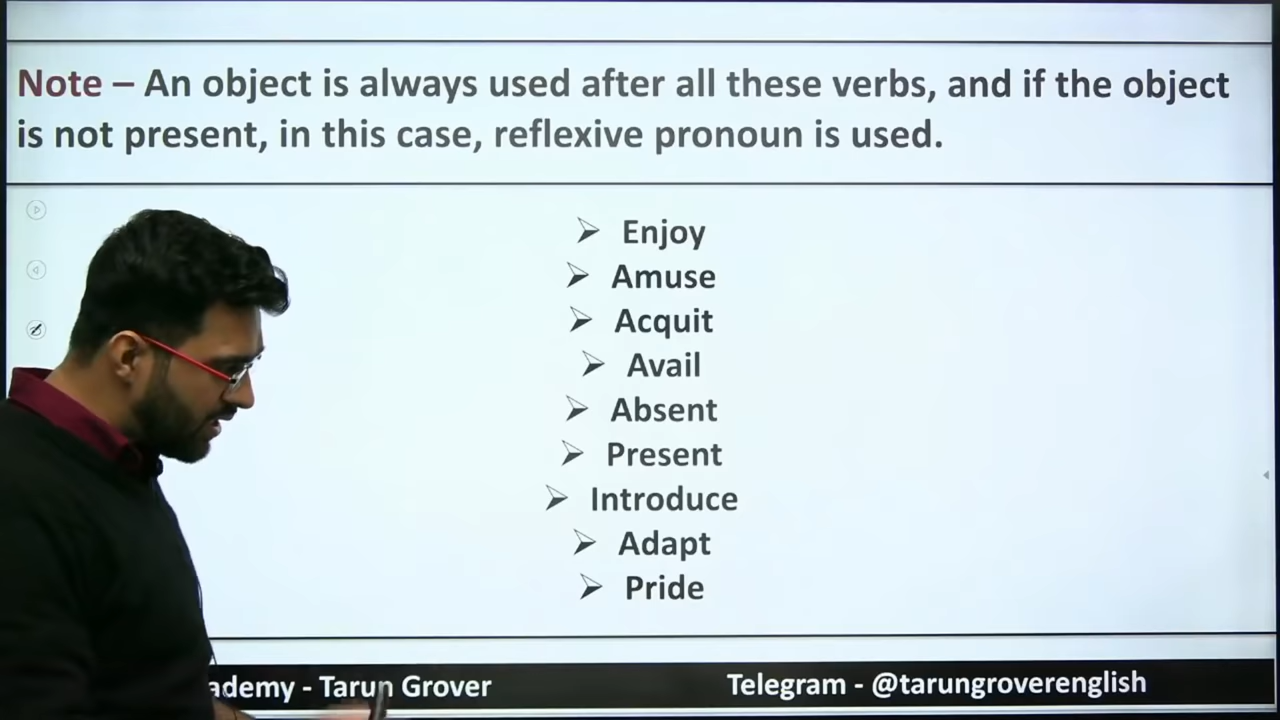 Note – An object is always used after all these verbs, and if the object
is not present, in this case, reflexive pronoun is used.
➢ Enjoy
➢ Amuse
➢ Acquit
➢ Avail
➢ Absent
➢ Present
➢ Introduce
➢ Adapt
➢ Pride
ademy - Tarun Grover
Telegram - @tarungroverenglish